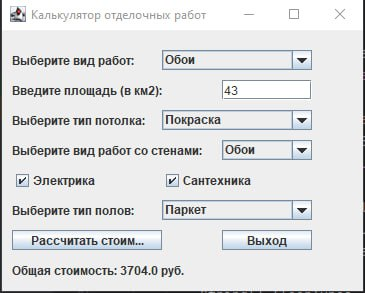 Калькулятор отделочных работ
Выберите вид работ: Обои
Введите площадь (в км2): 43
Выберите тип потолка: Покраска
Выберите вид работ со стенами: Обои
Электрика Сантехника
Выберите тип полов: Паркет
Рассчитать стоим... Выход
Общая стоимость: 3704.0 руб.